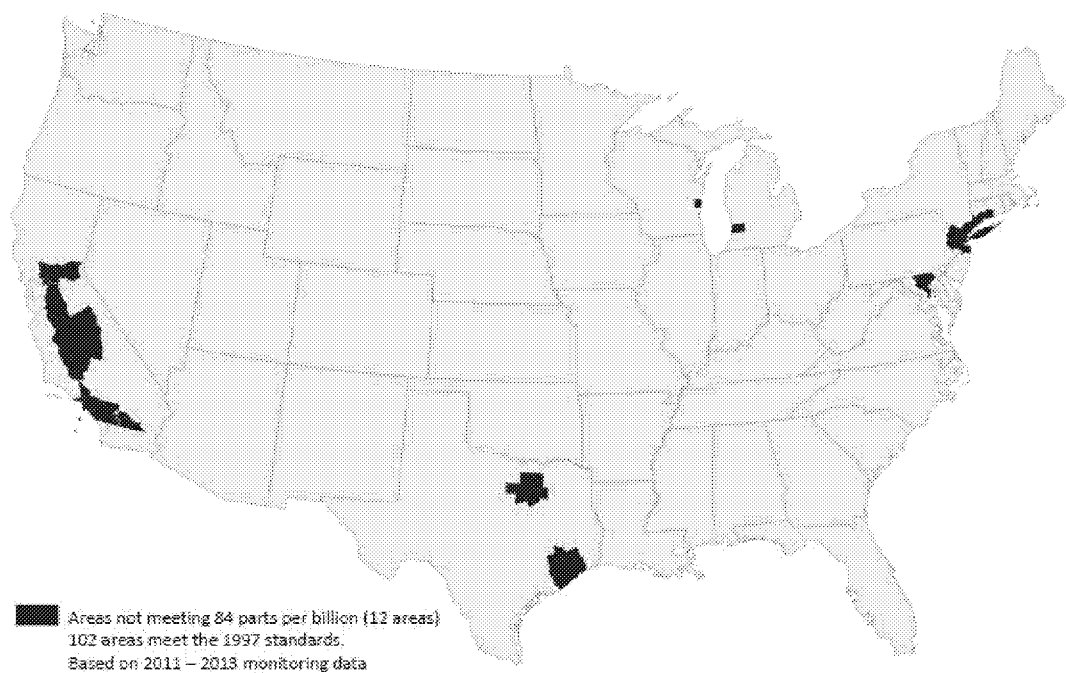 Areas not meeting 84 parts per billion (12 areas)
102 areas meet the 1997 standards.
Based on 2011 – 2013 monitoring data